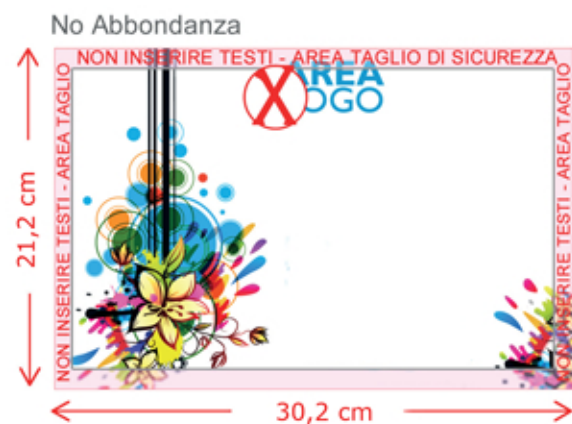 No Abbondanza
NON INSERIRE TESTI - AREA TAGLIO DI SICUREZZA
NON INSERIRE TESTI - AREA TAGLIO
NON INSERIRE TESTI - AREA TAGLIO
X
AREA
LOGO
21,2 cm
30,2 cm